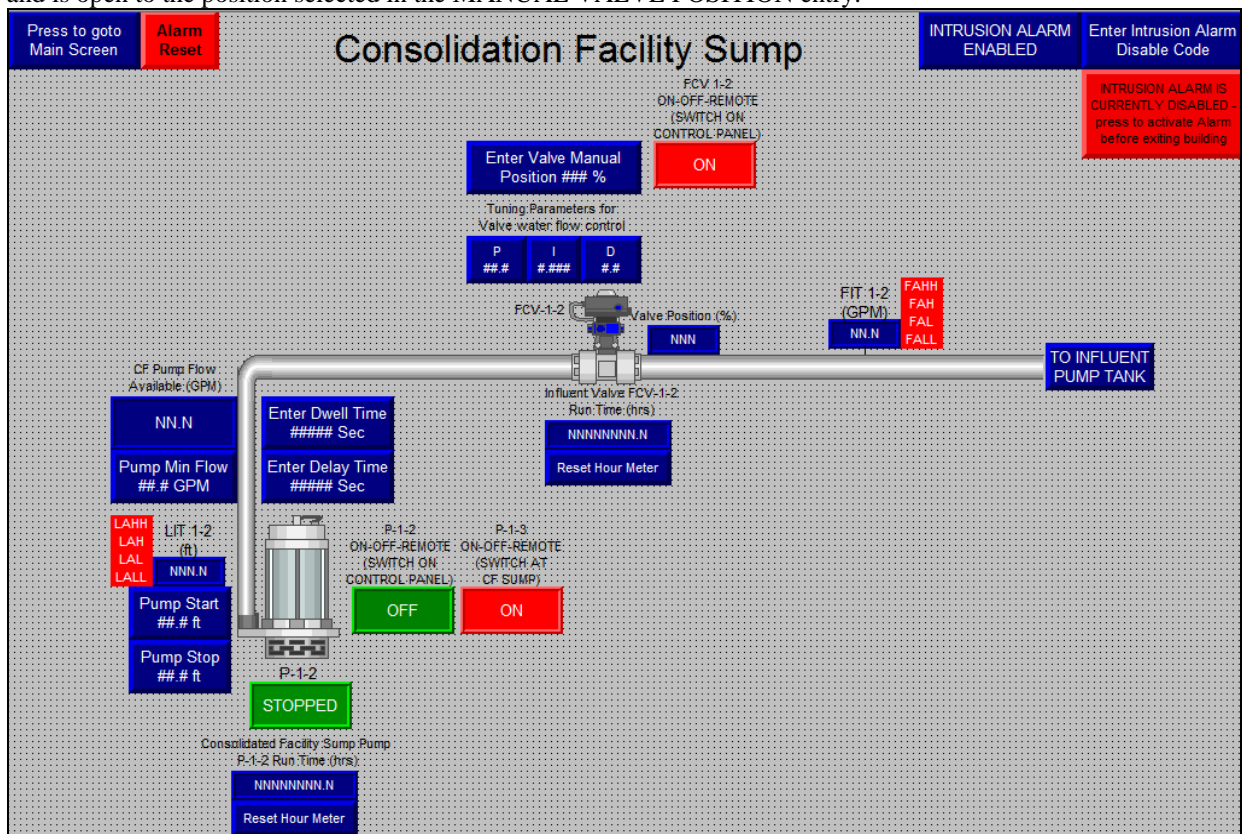 and is open to the position selected in the MANUAL VALVE POSITION entry.
Press to goto
Main Screen
Alarm
Reset
Consolidation Facility Sump
INTRUSION ALARM
ENABLED
Enter Intrusion Alarm
Disable Code
INTRUSION ALARM IS
CURRENTLY DISABLED -
press to activate Alarm
before exiting building
FCV 1-2
ON-OFF-REMOTE
(SWITCH ON
CONTROL PANEL)
ON
Enter Valve Manual
Position ### %
Tuning Parameters for
Valve water flow control
P
##.#
I
#.###
D
#.#
FCV-1-2
Valve Position (%)
NNN
FIT 1-2
(GPM)
NN.N
FAHH
FAH
FAL
FALL
TO INFLUENT
PUMP TANK
Influent Valve FCV-1-2
Run Time (hrs)
NNNNNNNN.N
Reset Hour Meter
CF Pump Flow
Available (GPM)
NN.N
Pump Min Flow
##.# GPM
Enter Dwell Time
##### Sec
Enter Delay Time
##### Sec
LAHH
LAH
LAL
LALL
LIT 1-2
(ft)
NNN.N
Pump Start
##.# ft
Pump Stop
##.# ft
P-1-2
ON-OFF-REMOTE
(SWITCH ON
CONTROL PANEL)
OFF
P-1-3
ON-OFF-REMOTE
(SWITCH AT
CF SUMP)
ON
P-1-2
STOPPED
Consolidated Facility Sump Pump
P-1-2 Run Time (hrs)
NNNNNNNN.N
Reset Hour Meter